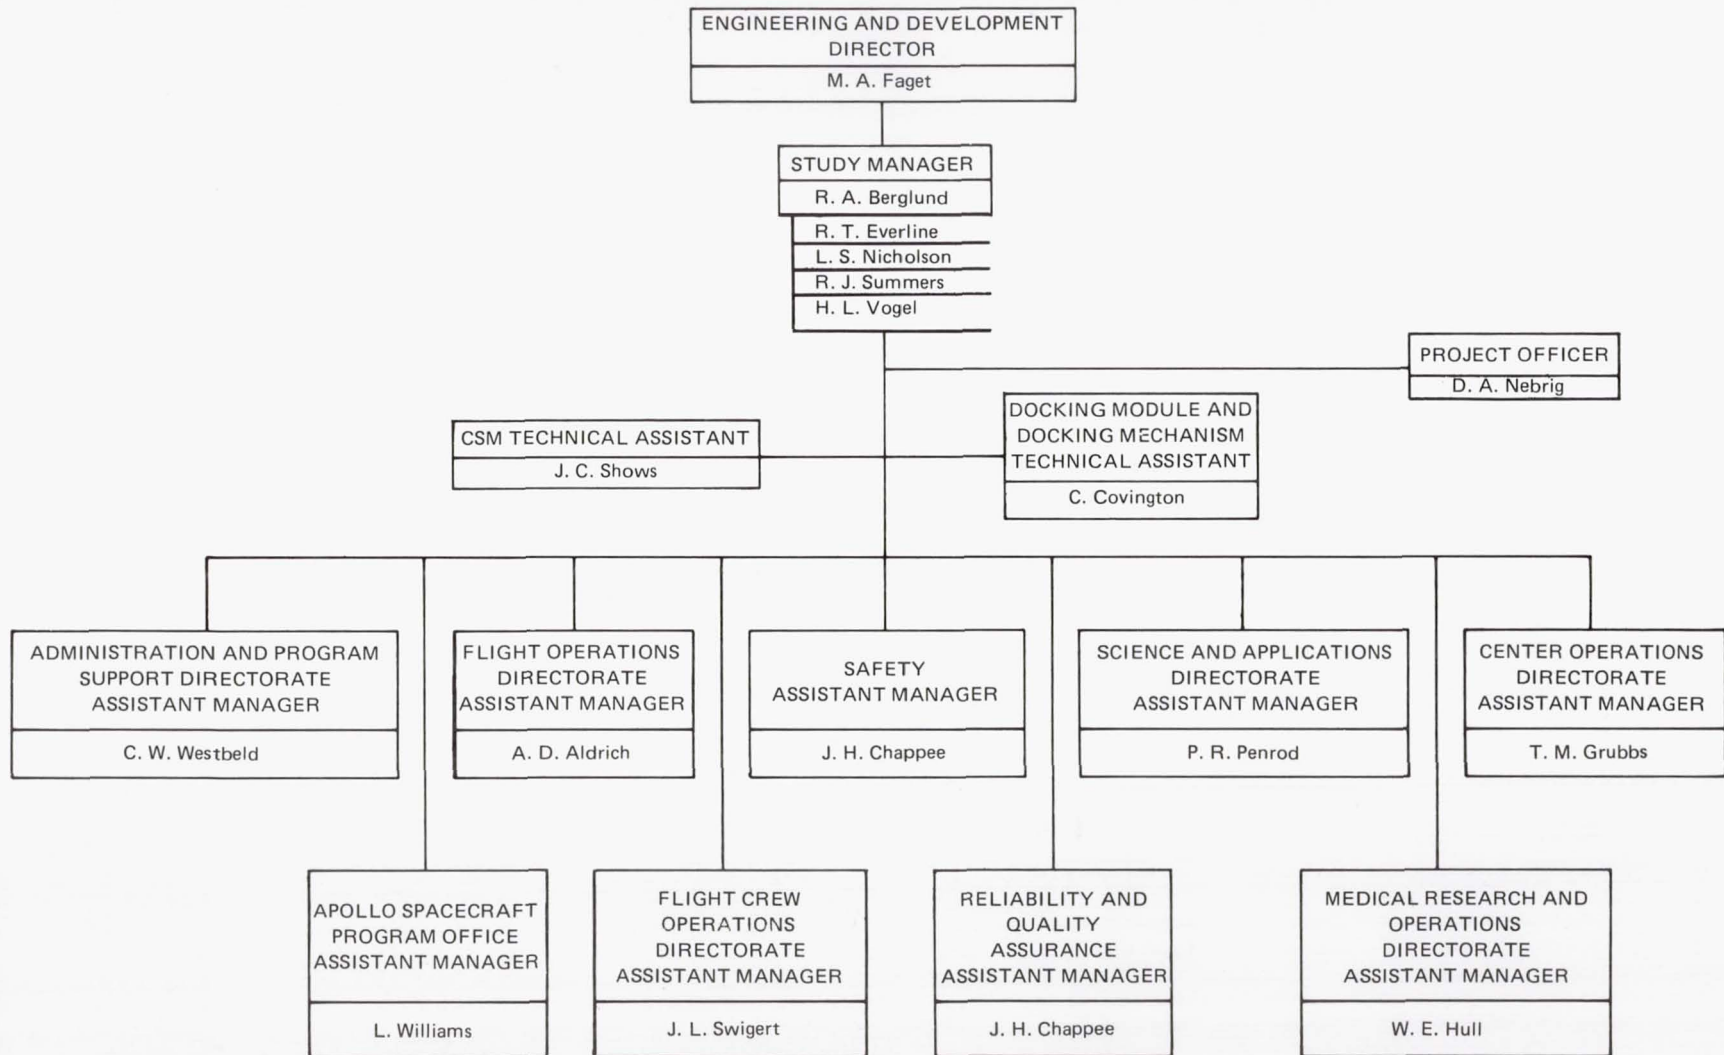 ENGINEERING AND DEVELOPMENT
DIRECTOR
M. A. Faget
STUDY MANAGER
R. A. Berglund
R. T. Everline
L. S. Nicholson
R. J. Summers
H. L. Vogel
PROJECT OFFICER
D. A. Nebrig
CSM TECHNICAL ASSISTANT
J. C. Shows
DOCKING MODULE AND
DOCKING MECHANISM
TECHNICAL ASSISTANT
C. Covington
ADMINISTRATION AND PROGRAM
SUPPORT DIRECTORATE
ASSISTANT MANAGER
C. W. Westbeld
FLIGHT OPERATIONS
DIRECTORATE
ASSISTANT MANAGER
A. D. Aldrich
SAFETY
ASSISTANT MANAGER
J. H. Chappee
SCIENCE AND APPLICATIONS
DIRECTORATE
ASSISTANT MANAGER
P. R. Penrod
CENTER OPERATIONS
DIRECTORATE
ASSISTANT MANAGER
T. M. Grubbs
APOLLO SPACECRAFT
PROGRAM OFFICE
ASSISTANT MANAGER
L. Williams
FLIGHT CREW
OPERATIONS
DIRECTORATE
ASSISTANT MANAGER
J. L. Swigert
RELIABILITY AND
QUALITY
ASSURANCE
ASSISTANT MANAGER
J. H. Chappee
MEDICAL RESEARCH AND
OPERATIONS
DIRECTORATE
ASSISTANT MANAGER
W. E. Hull